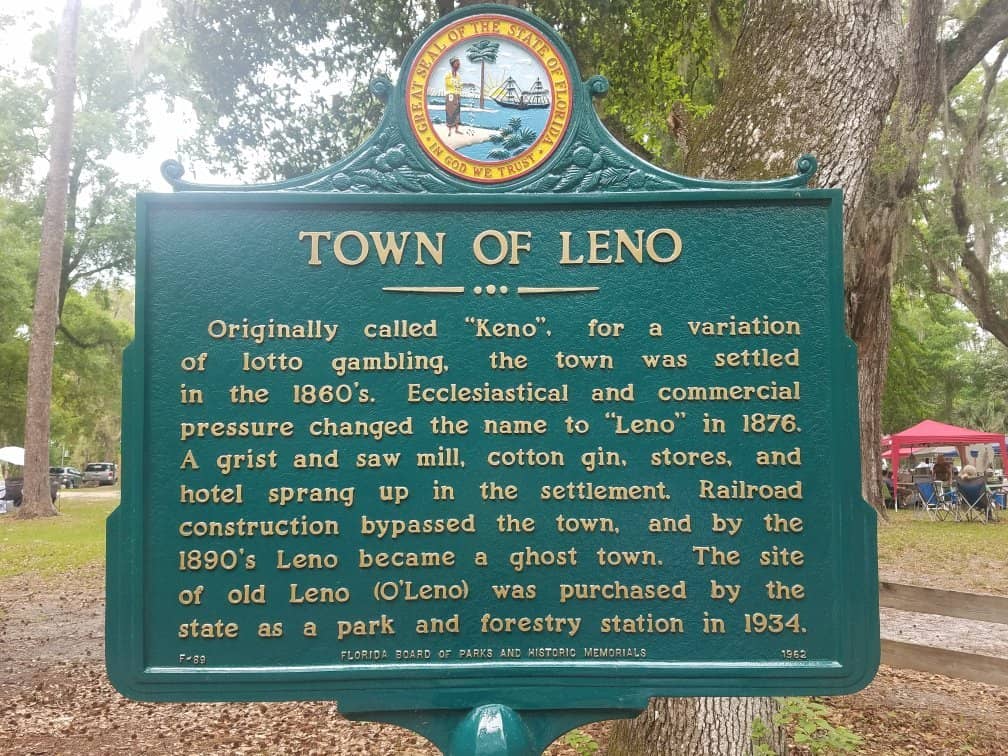 GREAT SEAL OF THE STATE OF FLORIDA
IN GOD WE TRUST
TOWN OF LENO
Originally called "Keno", for a variation
of lotto gambling, the town was settled
in the 1860's. Ecclesiastical and commercial
pressure changed the name to "Leno" in 1876.
A grist and saw mill, cotton gin, stores, and
hotel sprang up in the settlement. Railroad
construction bypassed the town, and by the
1890's Leno became a ghost town. The site
of old Leno (O'Leno) was purchased by the
state as a park and forestry station in 1934.
F-69 FLORIDA BOARD OF PARKS AND HISTORIC MEMORIALS 1962